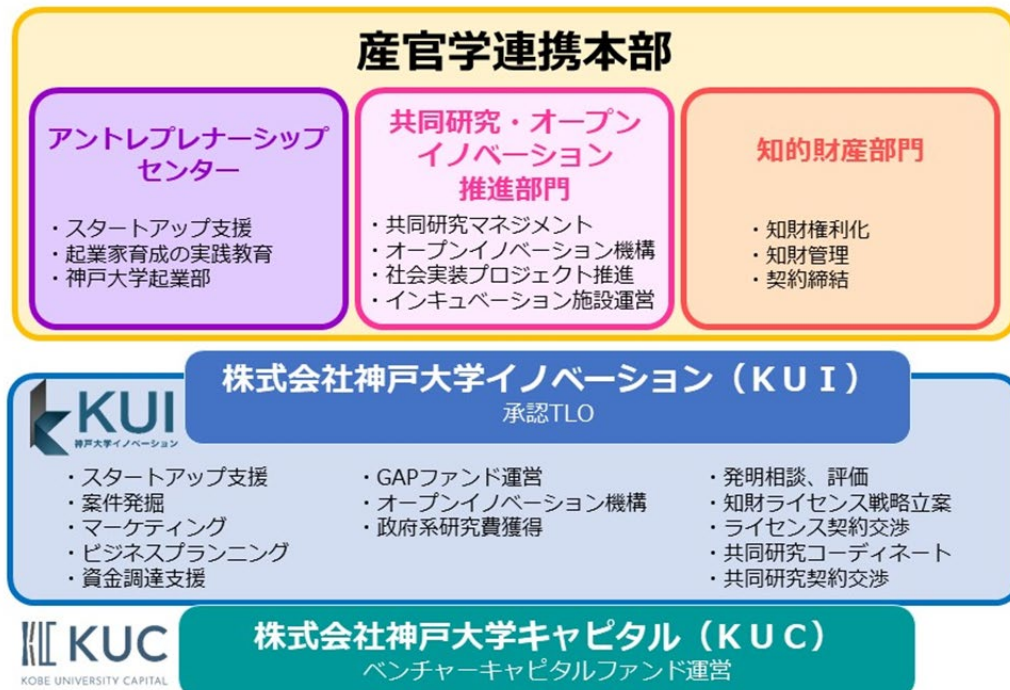 産官学連携本部
アントレプレナーシップ
センター
・スタートアップ支援
・起業家育成の実践教育
・神戸大学起業部
共同研究・オープン
イノベーション
推進部門
・共同研究マネジメント
・オープンイノベーション機構
・社会実装プロジェクト推進
・インキュベーション施設運営
知的財産部門
・知財権利化
・知財管理
・契約締結
株式会社神戸大学イノベーション（ＫＵＩ）
承認TLO
KUI
神戸大学イノベーション
・スタートアップ支援
・案件発掘
・マーケティング
・ビジネスプランニング
・資金調達支援
・GAPファンド運営
・オープンイノベーション機構
・政府系研究費獲得
・発明相談、評価
・知財ライセンス戦略立案
・ライセンス契約交渉
・共同研究コーディネート
・共同研究契約交渉
KUC
KOBE UNIVERSITY CAPITAL
株式会社神戸大学キャピタル（ＫＵＣ）
ベンチャーキャピタルファンド運営